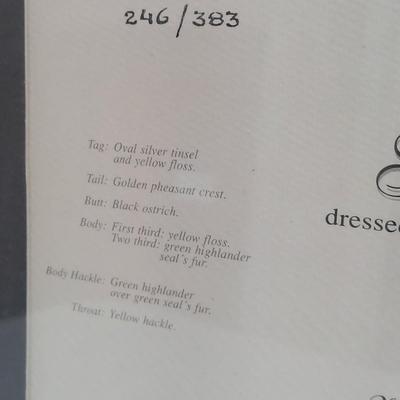 246/383
Tag: Oval silver tinsel
and yellow floss.
Tail: Golden pheasant crest.
Butt: Black ostrich.
Body: First third: yellow floss.
Two third: green highlander
seal's fur.
Body Hackle: Green highlander
over green seal's fur.
Throat: Yellow hackle.
dressed